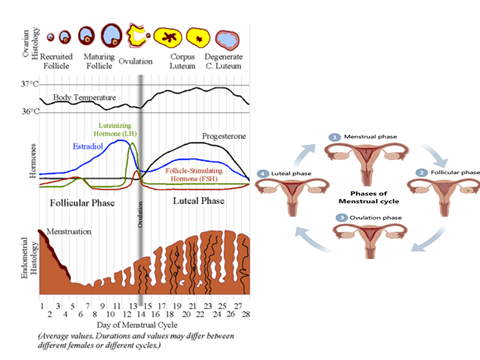 Ovarian
Histology
Recruited
Follicle
Maturing
Follicle
Ovulation
Corpus
Luteum
Degenerate
C. Luteum
37°C
Body Temperature
36°C
Hormones
Luteinizing
Hormone (LH)
Estradiol
Progesterone
Follicle-Stimulating
Hormone (FSH)
Follicular Phase
Ovulation
Luteal Phase
Endometrial
Histology
Menstruation
1 3 5 7 9 11 13 15 17 19 21 23 25 27 1
2 4 6 8 10 12 14 16 18 20 22 24 26 28
Day of Menstrual Cycle
(Average values. Durations and values may differ between
different females or different cycles.)
1 Menstrual phase
4 Luteal phase
2 Follicular phase
Phases of
Menstrual cycle
3 Ovulation phase